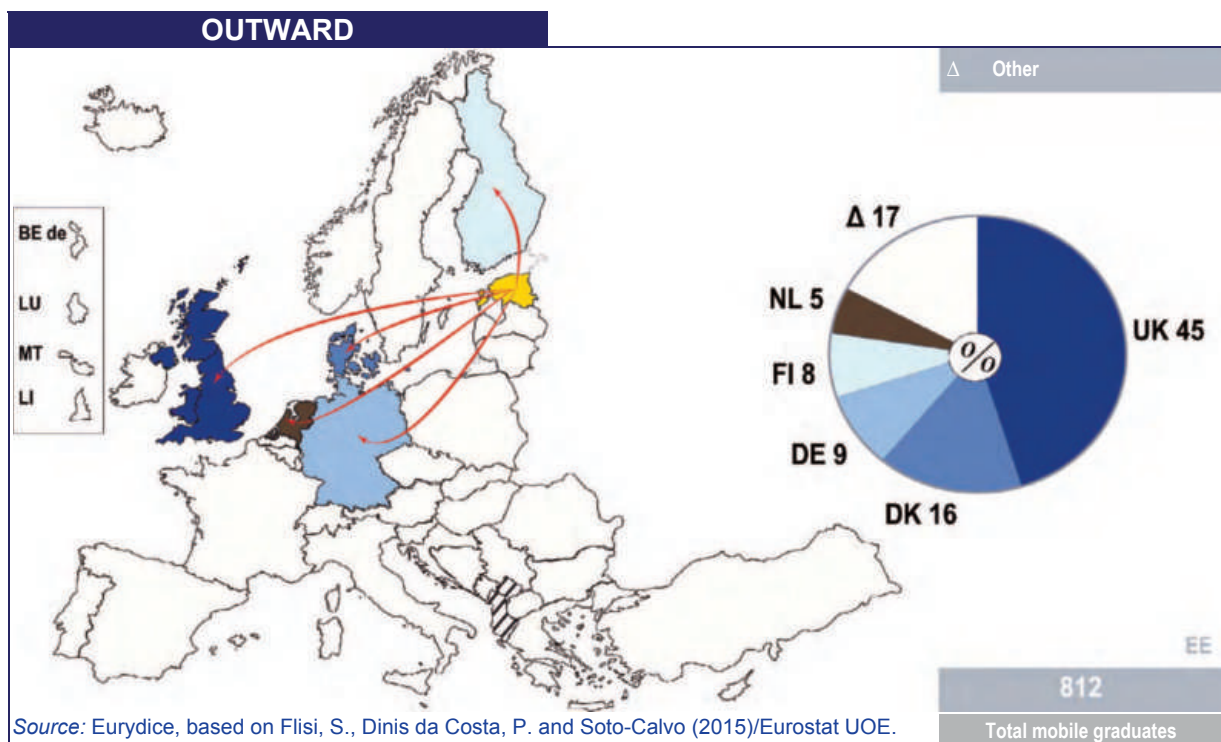 OUTWARD
Δ Other
BE de
LU
MT
LI
Δ 17
NL 5
UK 45
%
FI 8
DE 9
DK 16
EE
812
Source: Eurydice, based on Flisi, S., Dinis da Costa, P. and Soto-Calvo (2015)/Eurostat UOE.
Total mobile graduates